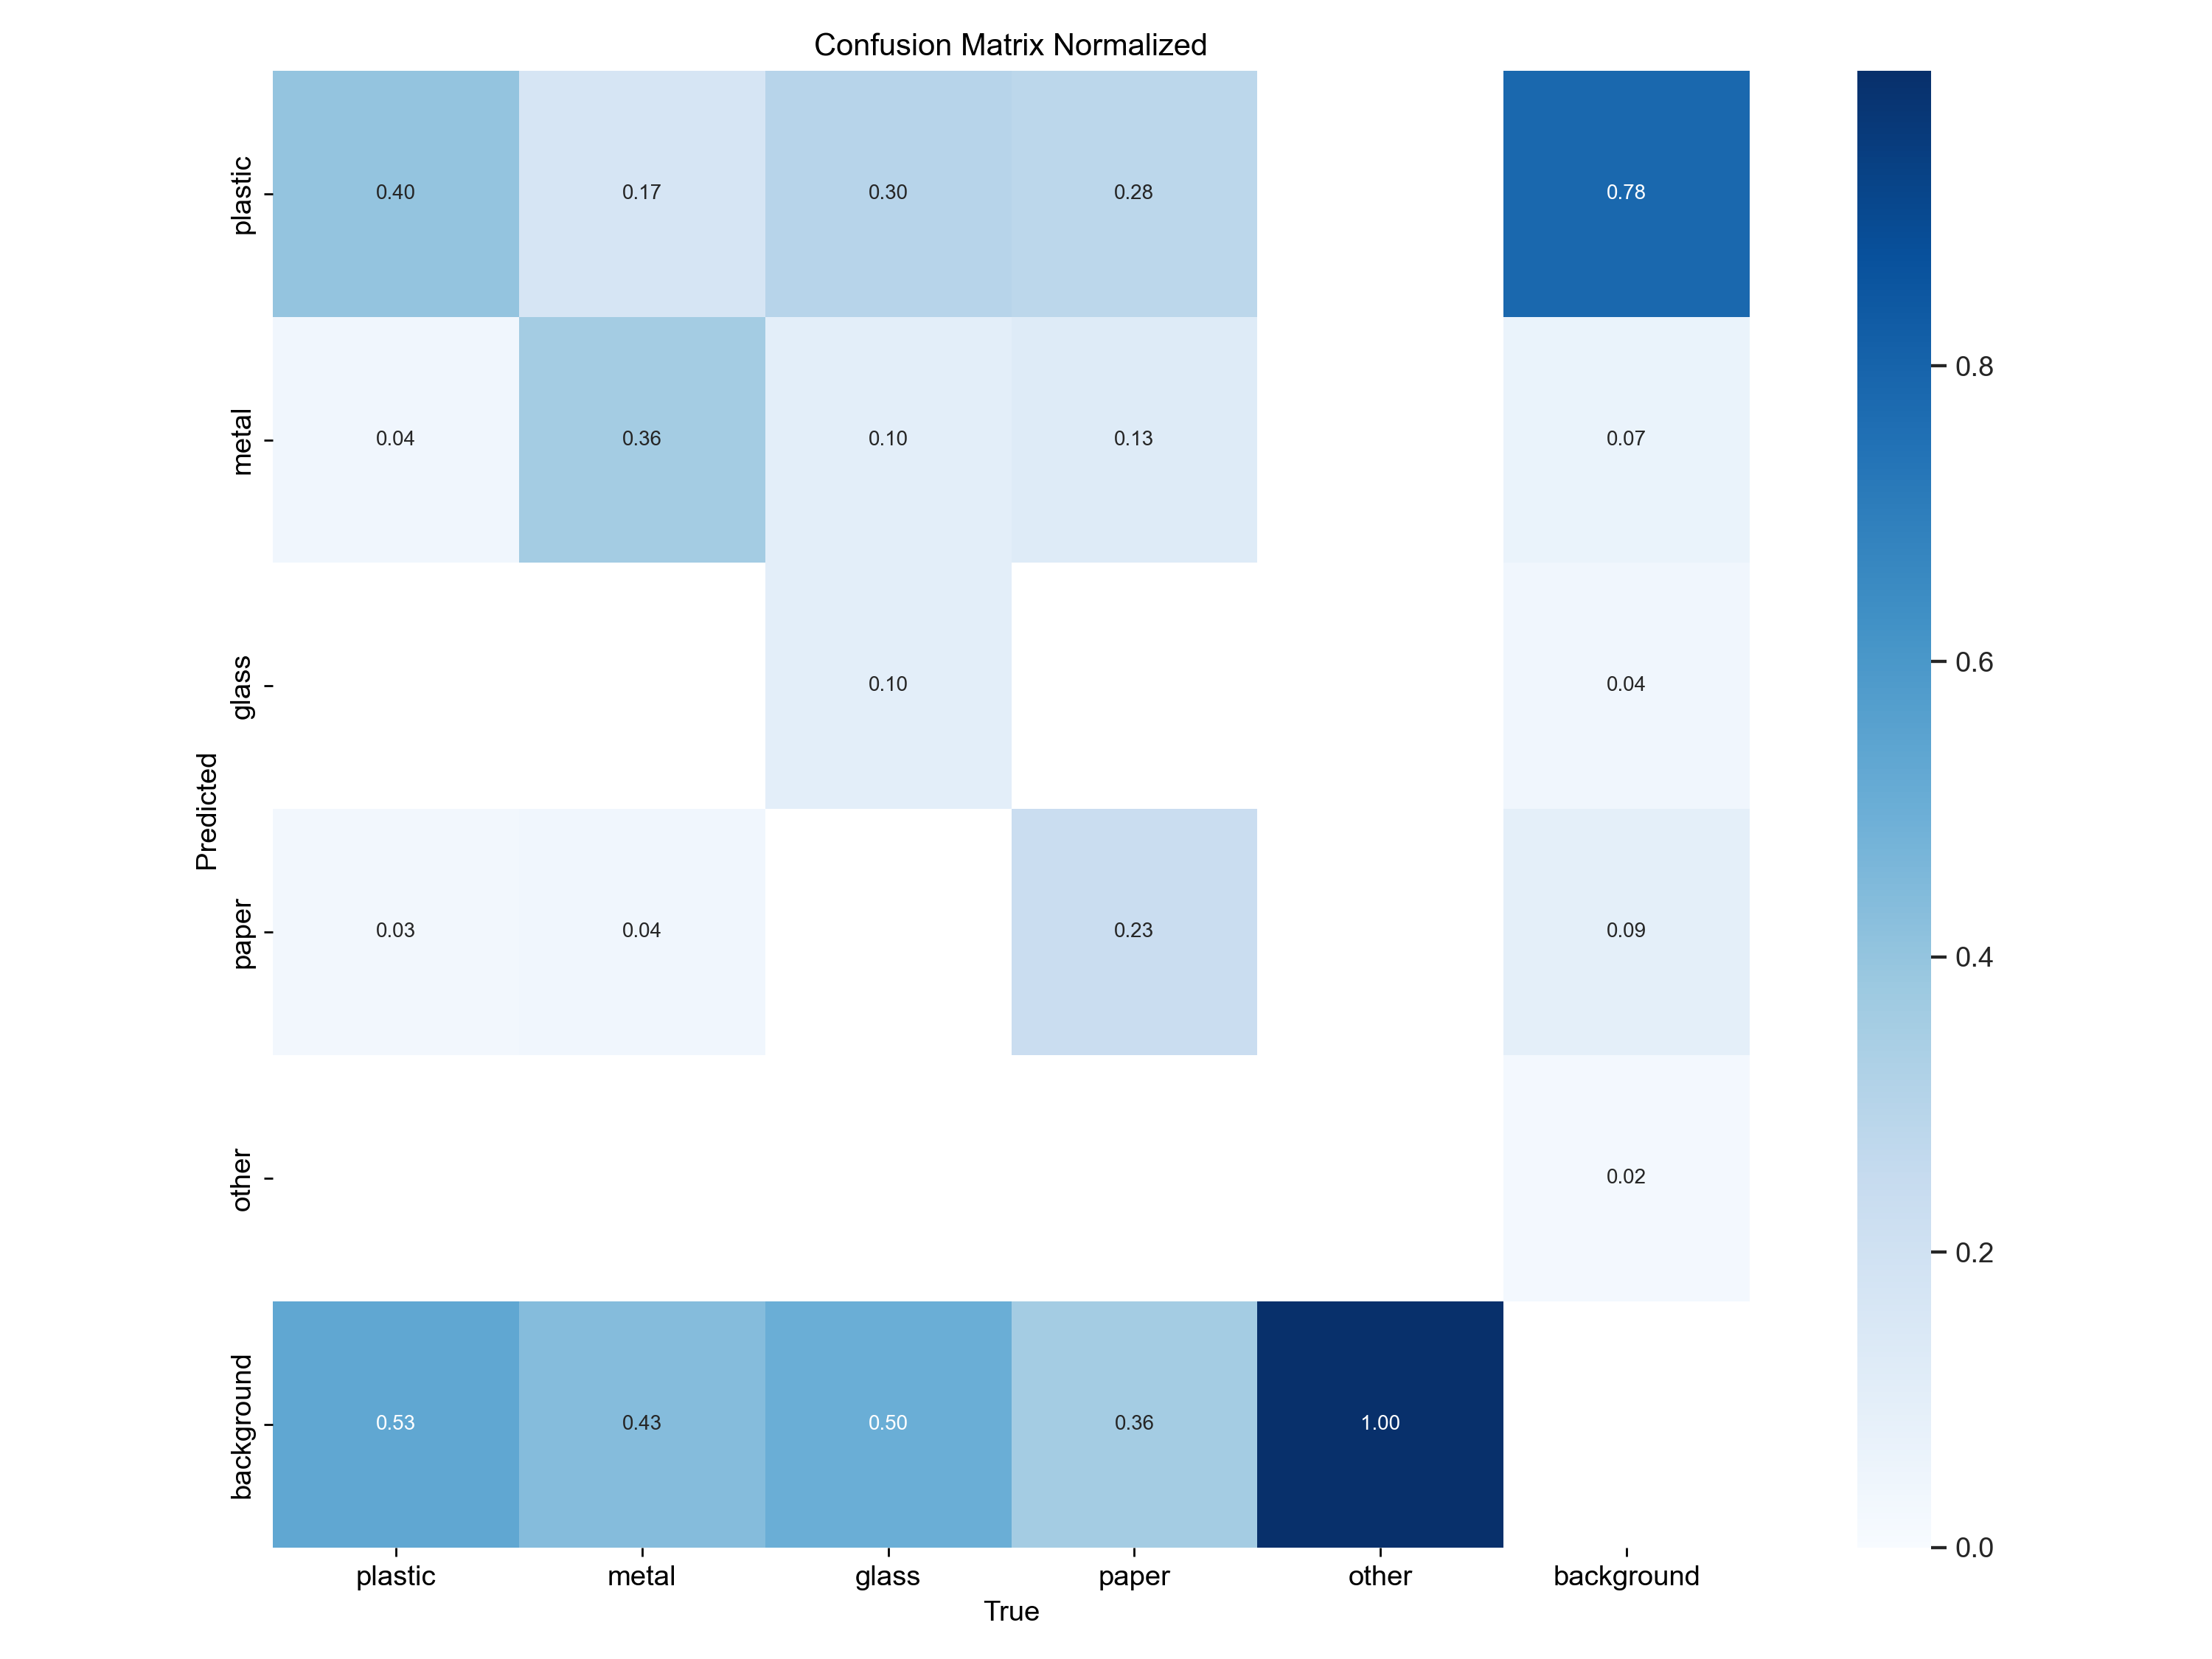 Confusion Matrix Normalized
plastic
0.40 0.17 0.30 0.28 0.78
metal
0.04 0.36 0.10 0.13 0.07
glass
0.10 0.04
paper
0.03 0.04 0.23 0.09
other
0.02
background
0.53 0.43 0.50 0.36 1.00
Predicted
plastic metal glass paper other background
True
0.8
0.6
0.4
0.2
0.0